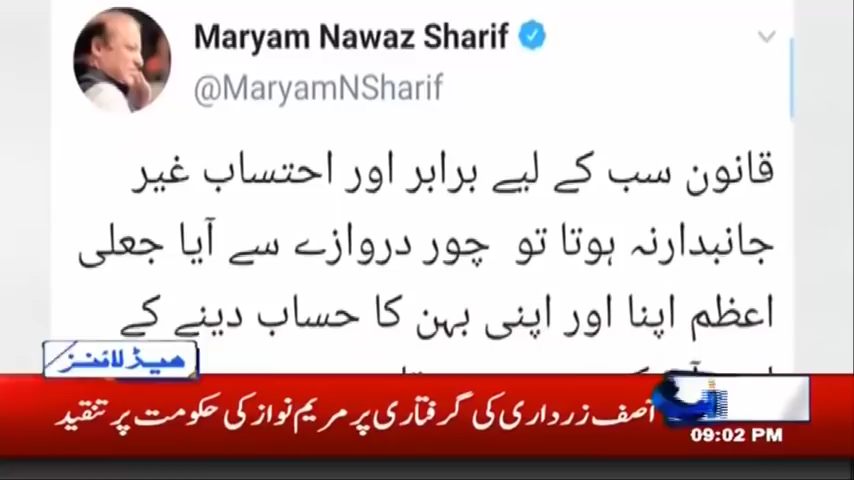 Maryam Nawaz Sharif
@MaryamNSharif
قانون سب کے لیے برابر اور احتساب غیر
جانبدارنہ ہوتا تو چور دروازے سے آیا جعلی
اعظم اپنا اور اپنی بہن کا حساب دینے کے
ہیڈلائنز
آصف زرداری کی گرفتاری پر مریم نواز کی حکومت پر تنقید
09:02 PM